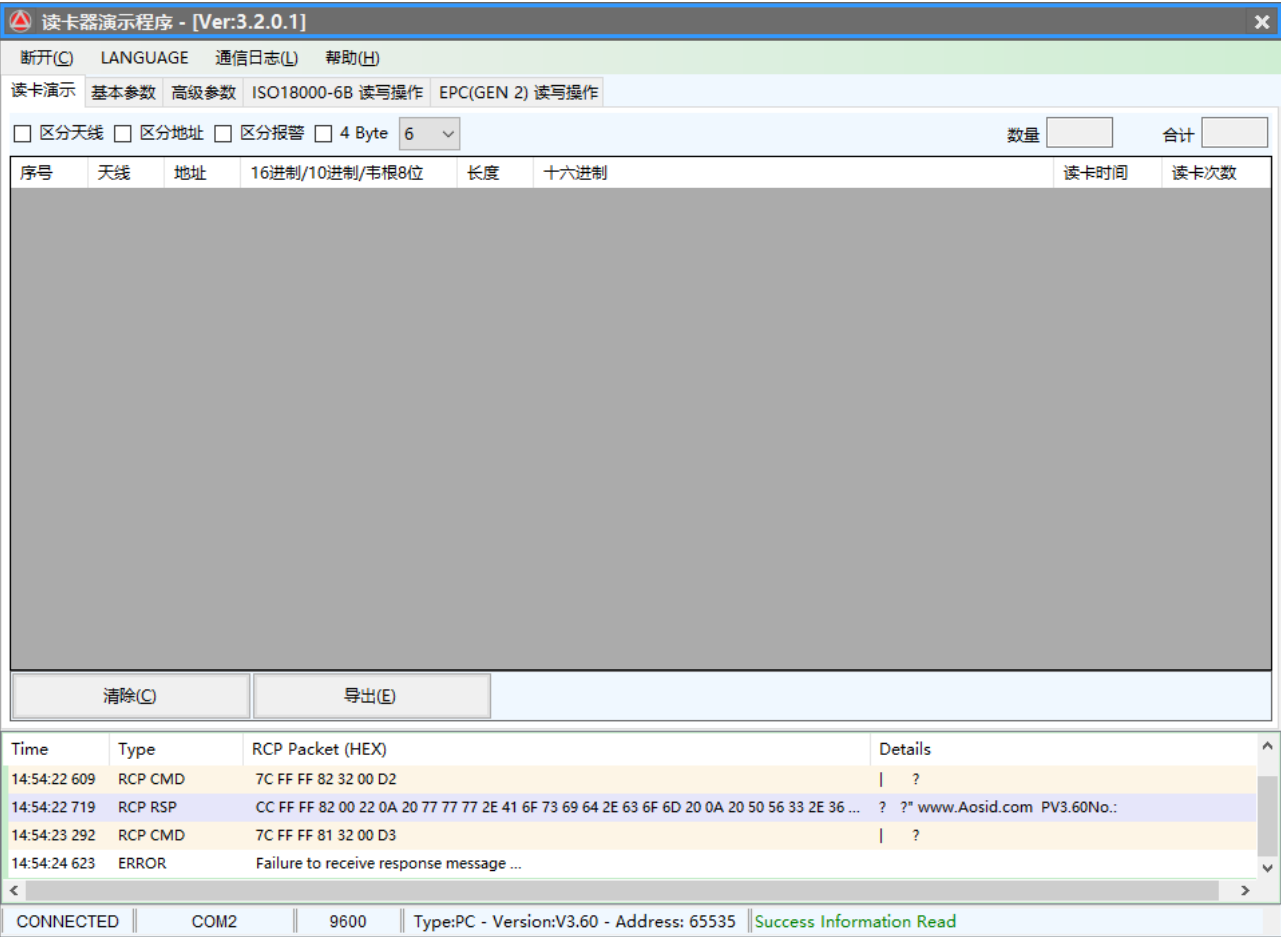 读卡器演示程序 - [Ver:3.2.0.1]
断开(C) LANGUAGE 通信日志(L) 帮助(H)
读卡演示 基本参数 高级参数 ISO18000-6B 读写操作 EPC(GEN 2) 读写操作
区分天线 区分地址 区分报警 4 Byte 6 数量 合计
序号 天线 地址 16进制/10进制/韦根8位 长度 十六进制 读卡时间 读卡次数
清除(C) 导出(E)
Time Type RCP Packet (HEX) Details
14:54:22 609 RCP CMD 7C FF FF 82 32 00 D2 | ?
14:54:22 719 RCP RSP CC FF FF 82 00 22 0A 20 77 77 77 2E 41 6F 73 69 64 2E 63 6F 6D 20 0A 20 50 56 33 2E 36 ... ? ?" www.Aosid.com PV3.60No.:
14:54:23 292 RCP CMD 7C FF FF 81 32 00 D3 | ?
14:54:24 623 ERROR Failure to receive response message ...
CONNECTED COM2 9600 Type:PC - Version:V3.60 - Address: 65535 Success Information Read